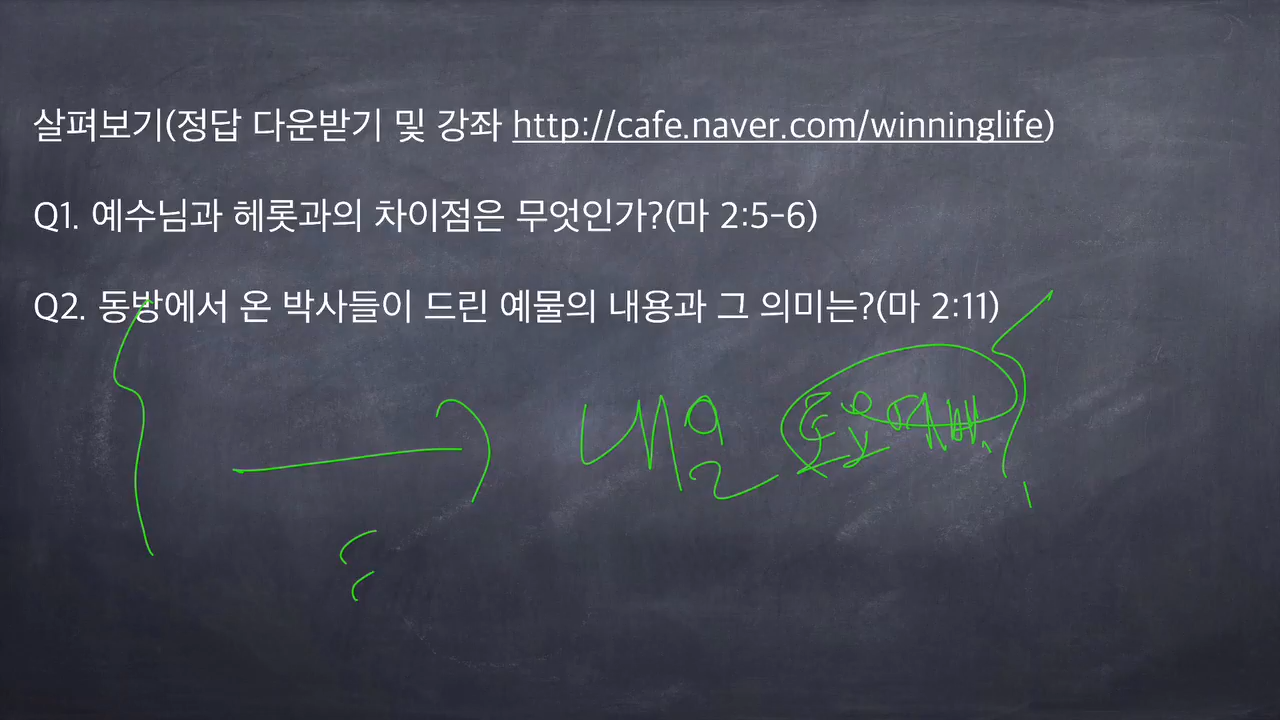 살펴보기(정답 다운받기 및 강좌 http://cafe.naver.com/winninglife)
Q1. 예수님과 헤롯과의 차이점은 무엇인가?(마 2:5-6)
Q2. 동방에서 온 박사들이 드린 예물의 내용과 그 의미는?(마 2:11)